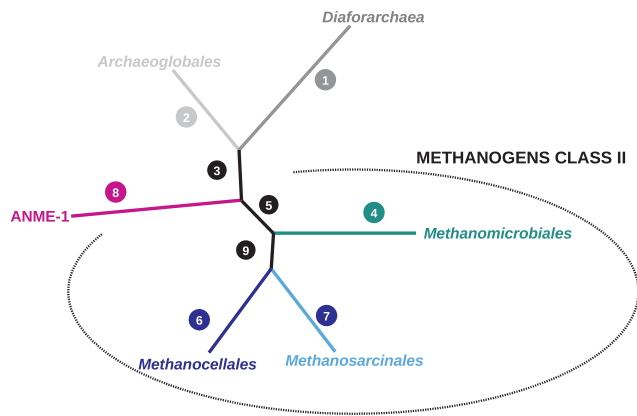 Diaforarchaea
Archaeoglobales
1
2
METHANOGENS CLASS II
3
8
5
ANME-1
4
Methanomicrobiales
9
6
7
Methanocellales
Methanosarcinales